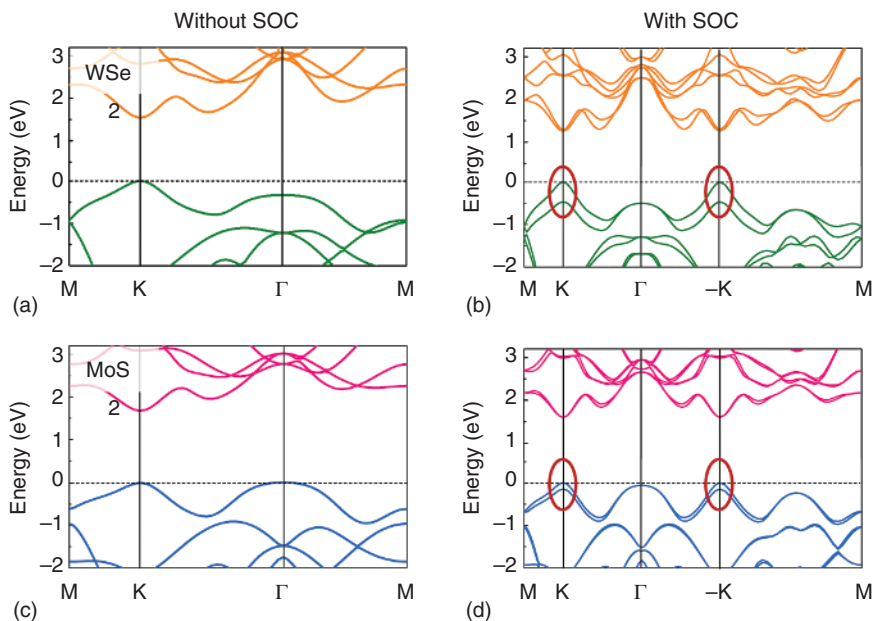 Without SOC
With SOC
3
2
1
0
−1
−2
Energy (eV)
WSe
2
M K Γ M
(a)
3
2
1
0
−1
−2
Energy (eV)
M K Γ −K M
(b)
3
2
1
0
−1
−2
Energy (eV)
MoS
2
M K Γ M
(c)
3
2
1
0
−1
−2
Energy (eV)
M K Γ −K M
(d)